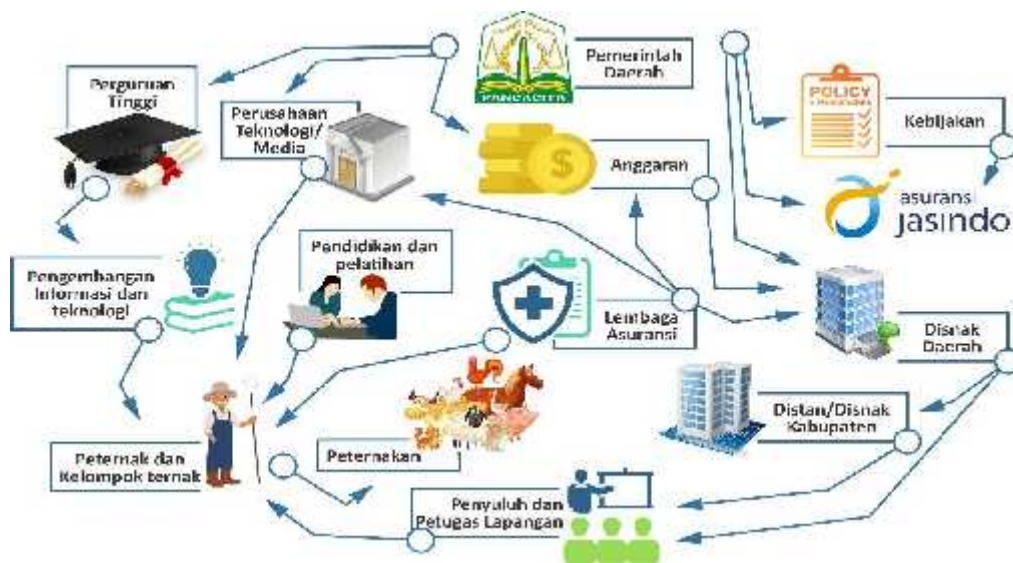 Pemerintah
Daerah
Perguruan
Tinggi
PANCACITA
Perusahaan
Teknologi/
Media
POLICY
Kebijakan
Anggaran
asuransi
jasindo
Pendidikan dan
pelatihan
Pengembangan
Informasi dan
teknologi
Lembaga
Asuransi
Disnak
Daerah
Distan/Disnak
Kabupaten
Peternak dan
Kelompok ternak
Peternakan
Penyuluh dan
Petugas Lapangan